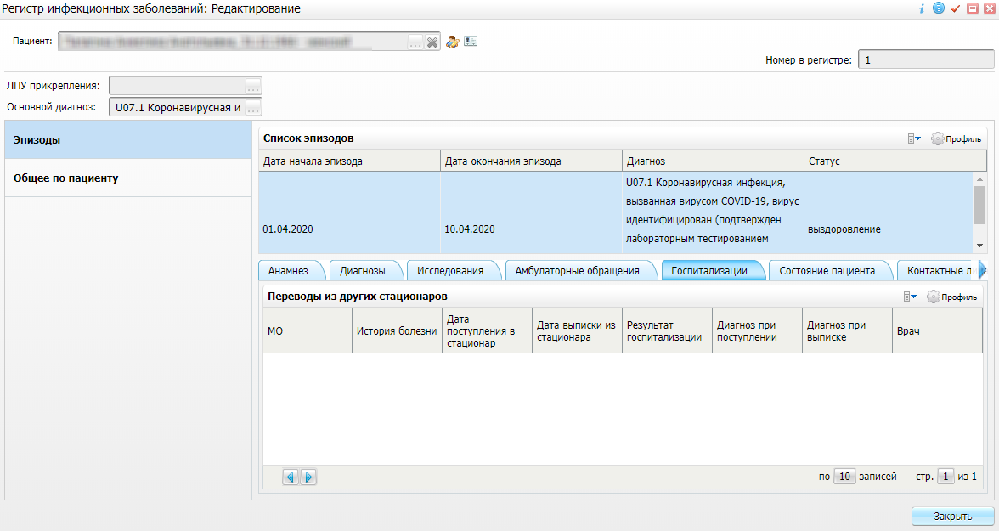 Регистр инфекционных заболеваний: Редактирование
Пациент:
Номер в регистре: 1
ЛПУ прикрепления:
Основной диагноз: U07.1 Коронавирусная и
Эпизоды
Общее по пациенту
Список эпизодов
Профиль
Дата начала эпизода Дата окончания эпизода Диагноз Статус
U07.1 Коронавирусная инфекция,
вызванная вирусом COVID-19, вирус
идентифицирован (подтвержден
лабораторным тестированием
01.04.2020 10.04.2020 выздоровление
Анамнез Диагнозы Исследования Амбулаторные обращения Госпитализации Состояние пациента Контактные л
Переводы из других стационаров
Профиль
МО
История болезни
Дата
поступления в
стационар
Дата выписки из
стационара
Результат
госпитализации
Диагноз при
поступлении
Диагноз при
выписке
Врач
по 10 записей стр. 1 из 1
Закрыть